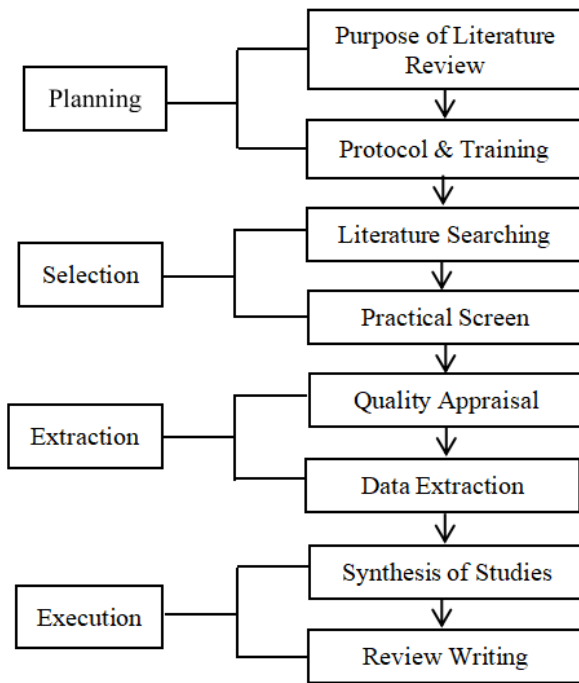 Purpose of Literature
Review
Planning
Protocol & Training
Literature Searching
Selection
Practical Screen
Quality Appraisal
Extraction
Data Extraction
Synthesis of Studies
Execution
Review Writing